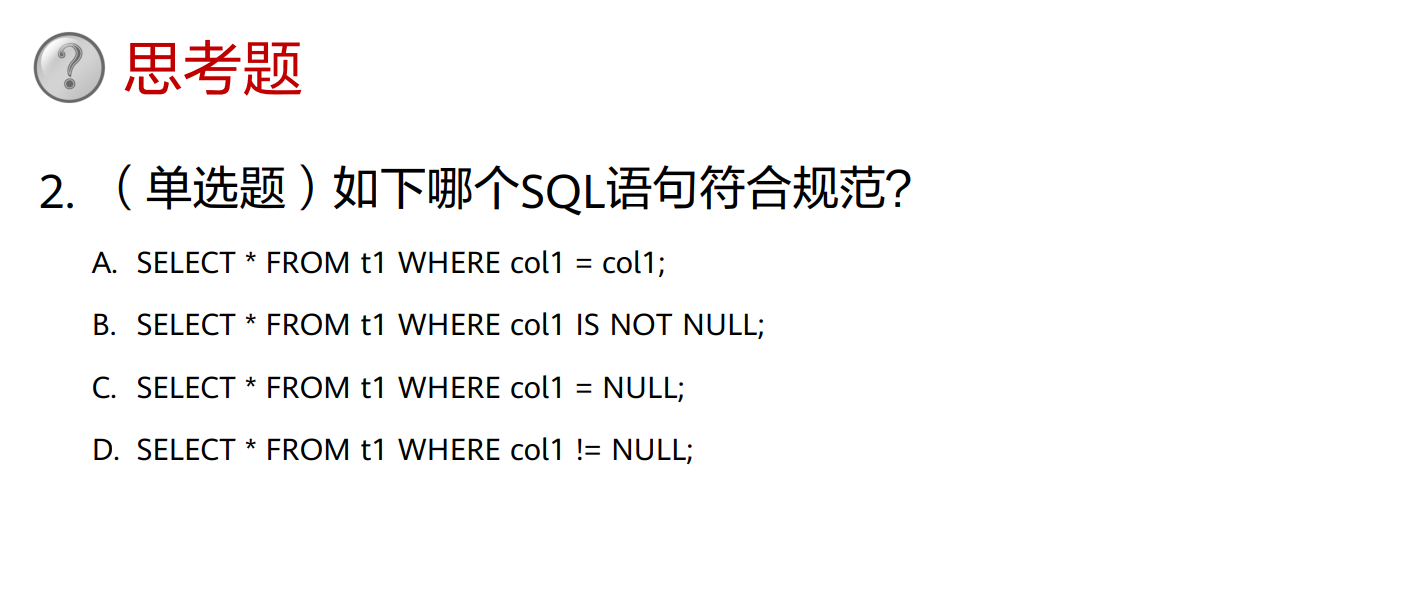 思考题
2. （单选题）如下哪个SQL语句符合规范?
A. SELECT * FROM t1 WHERE col1 = col1;
B. SELECT * FROM t1 WHERE col1 IS NOT NULL;
C. SELECT * FROM t1 WHERE col1 = NULL;
D. SELECT * FROM t1 WHERE col1 != NULL;